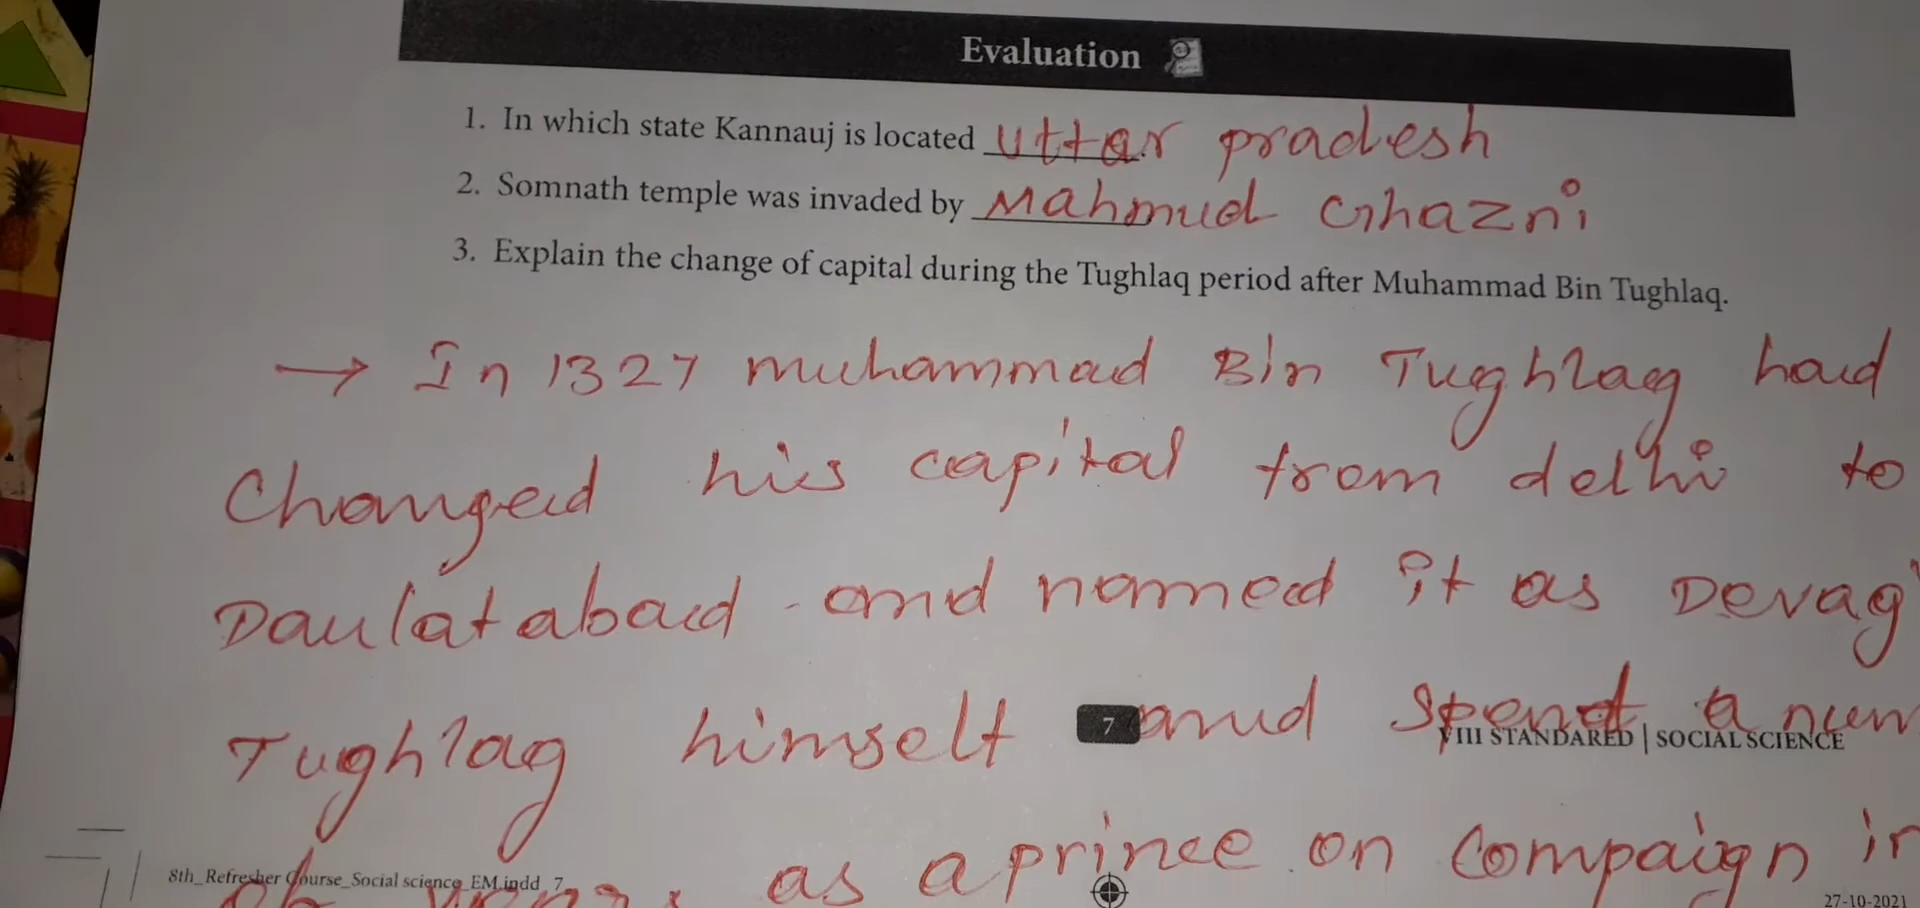 Evaluation
1. In which state Kannauj is located Uttar pradesh
2. Somnath temple was invaded by Mahmud Ghazni
3. Explain the change of capital during the Tughlaq period after Muhammad Bin Tughlaq.
→ In 1327 muhammad Bin Tughlaq had
Changed his capital from delhi to
Daulatabad and named it as Devag
Tughlaq himself and spend a num
7
VIII STANDARED | SOCIAL SCIENCE
as a prince on Compaign in
8th_Refresher Course_Social science_EM.indd 7
27-10-2021